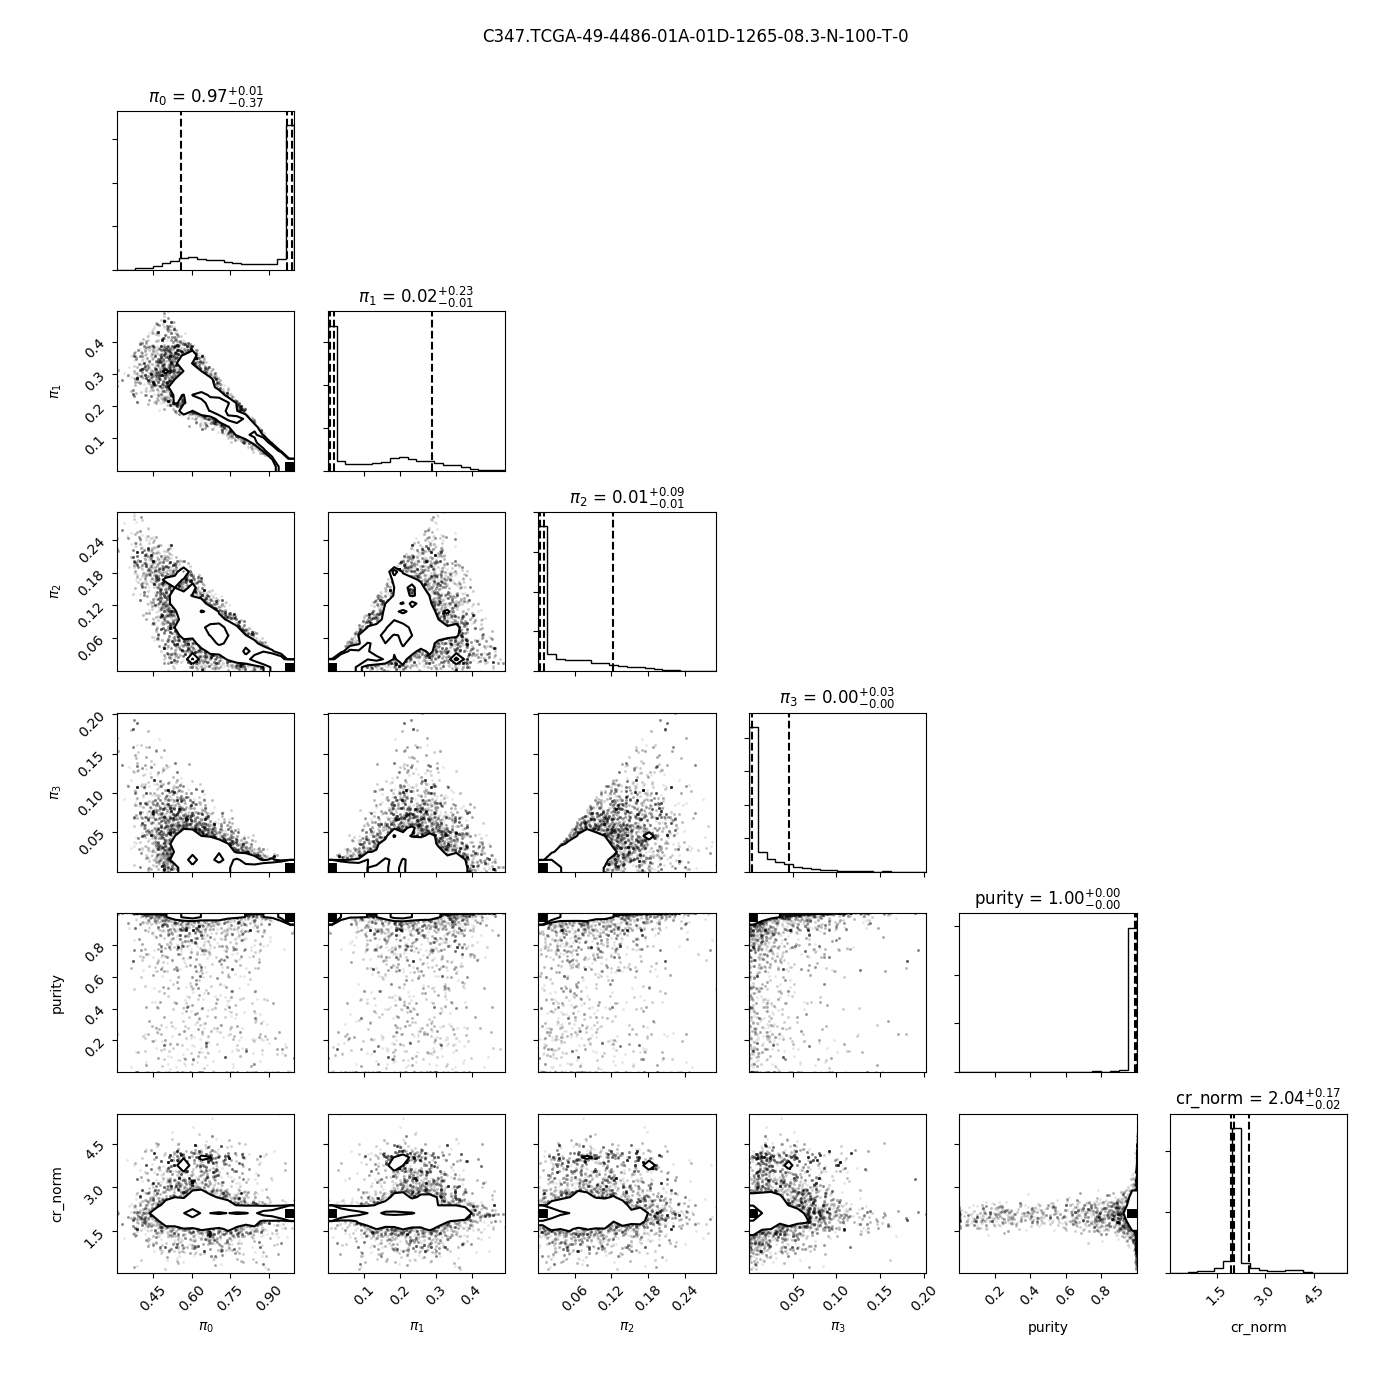 C347.TCGA-49-4486-01A-01D-1265-08.3-N-100-T-0
π₀ = 0.97 +0.01 −0.37
π₁ = 0.02 +0.23 −0.01
0.4
0.3
0.2
0.1
π₁
π₂ = 0.01 +0.09 −0.01
0.24
0.18
0.12
0.06
π₂
π₃ = 0.00 +0.03 −0.00
0.20
0.15
0.10
0.05
π₃
purity = 1.00 +0.00 −0.00
0.8
0.6
0.4
0.2
purity
cr_norm = 2.04 +0.17 −0.02
4.5
3.0
1.5
cr_norm
0.45 0.60 0.75 0.90 0.1 0.2 0.3 0.4 0.06 0.12 0.18 0.24 0.05 0.10 0.15 0.20 0.2 0.4 0.6 0.8 1.5 3.0 4.5
π₀ π₁ π₂ π₃ purity cr_norm